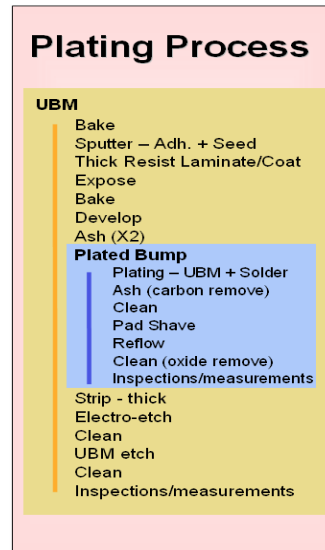 Plating Process
UBM
Bake
Sputter – Adh. + Seed
Thick Resist Laminate/Coat
Expose
Bake
Develop
Ash (X2)
Plated Bump
Plating – UBM + Solder
Ash (carbon remove)
Clean
Pad Shave
Reflow
Clean (oxide remove)
Inspections/measurements
Strip - thick
Electro-etch
Clean
UBM etch
Clean
Inspections/measurements